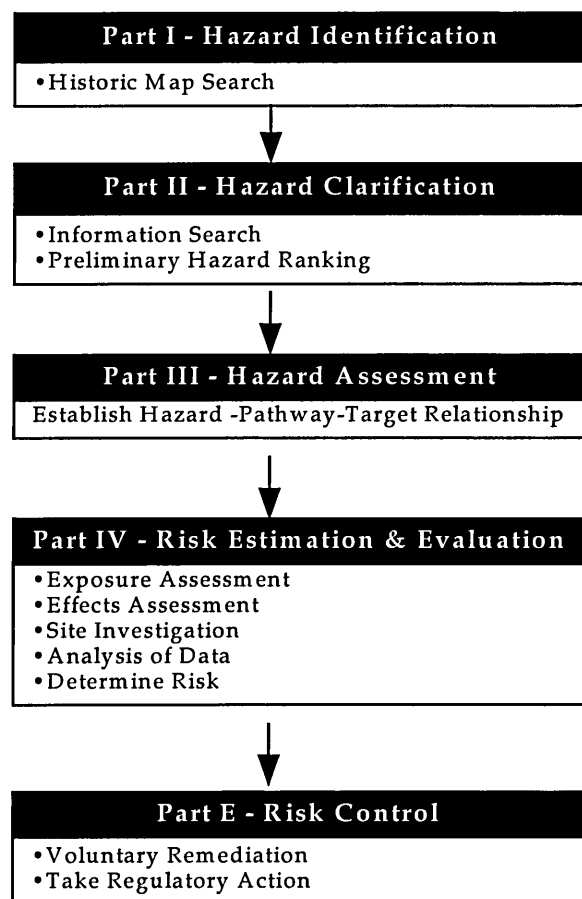 Part I - Hazard Identification
•Historic Map Search
Part II - Hazard Clarification
•Information Search
•Preliminary Hazard Ranking
Part III - Hazard Assessment
Establish Hazard -Pathway-Target Relationship
Part IV - Risk Estimation & Evaluation
•Exposure Assessment
•Effects Assessment
•Site Investigation
•Analysis of Data
•Determine Risk
Part E - Risk Control
•Voluntary Remediation
•Take Regulatory Action